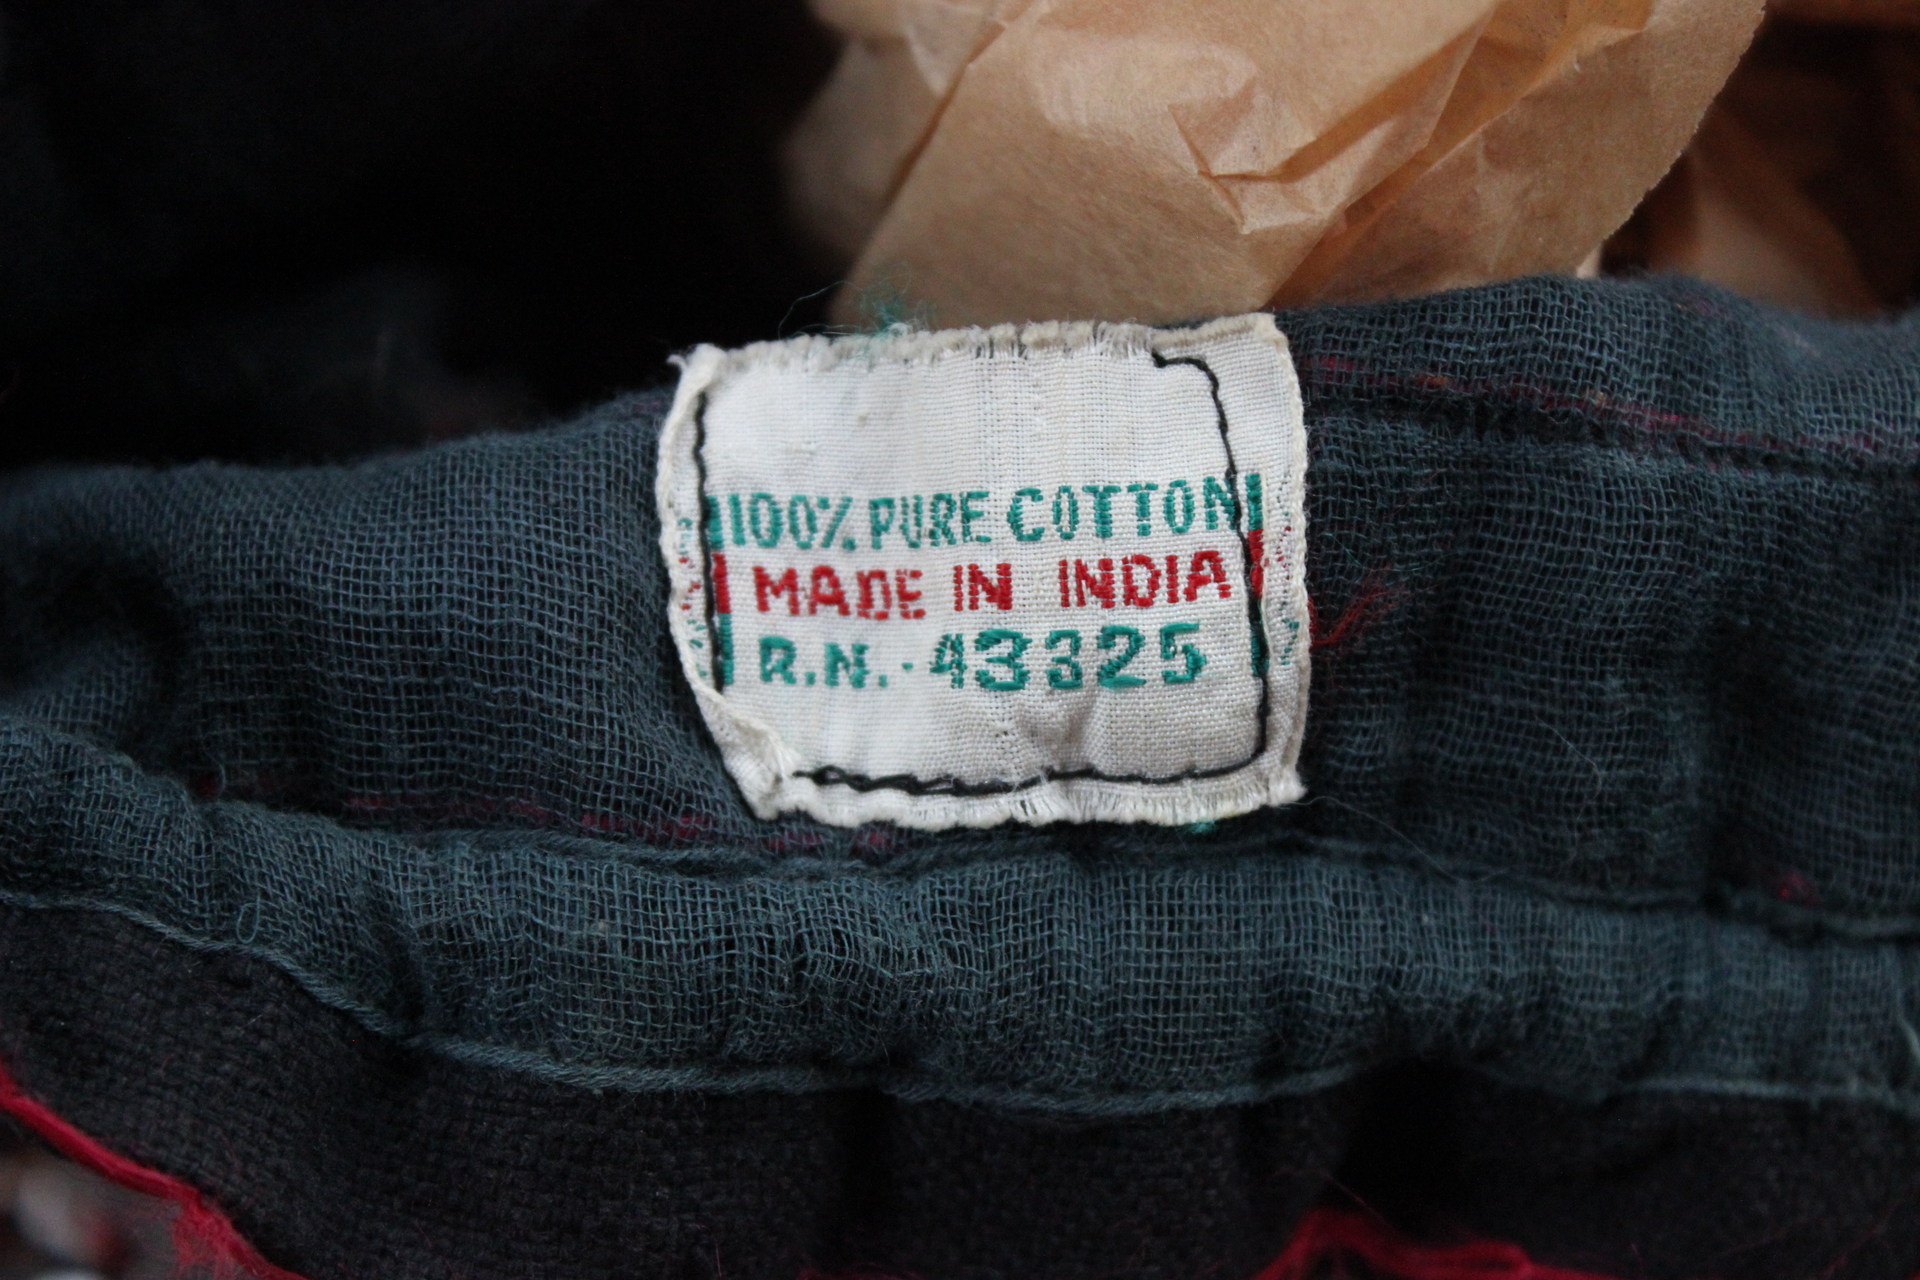 100% PURE COTTON
MADE IN INDIA
R.N.-43325